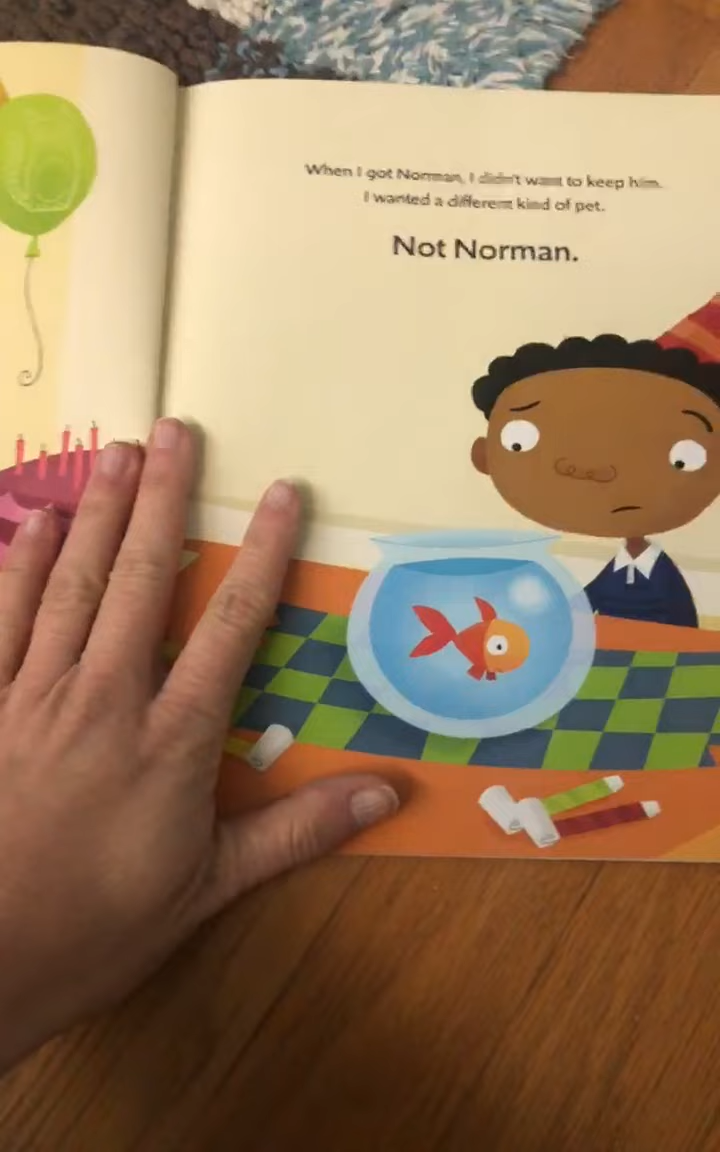 When I got Norman, I didn't want to keep him.
I wanted a different kind of pet.
Not Norman.